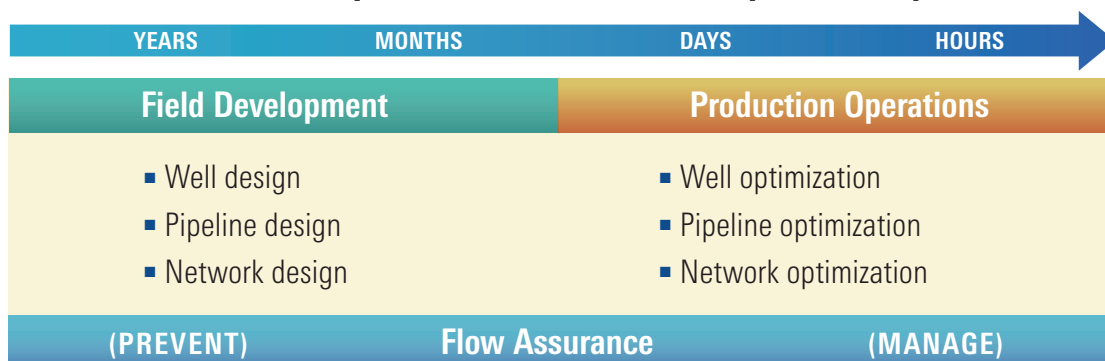 YEARS MONTHS DAYS HOURS
Field Development Production Operations
▪ Well design
▪ Pipeline design
▪ Network design
▪ Well optimization
▪ Pipeline optimization
▪ Network optimization
(PREVENT) Flow Assurance (MANAGE)